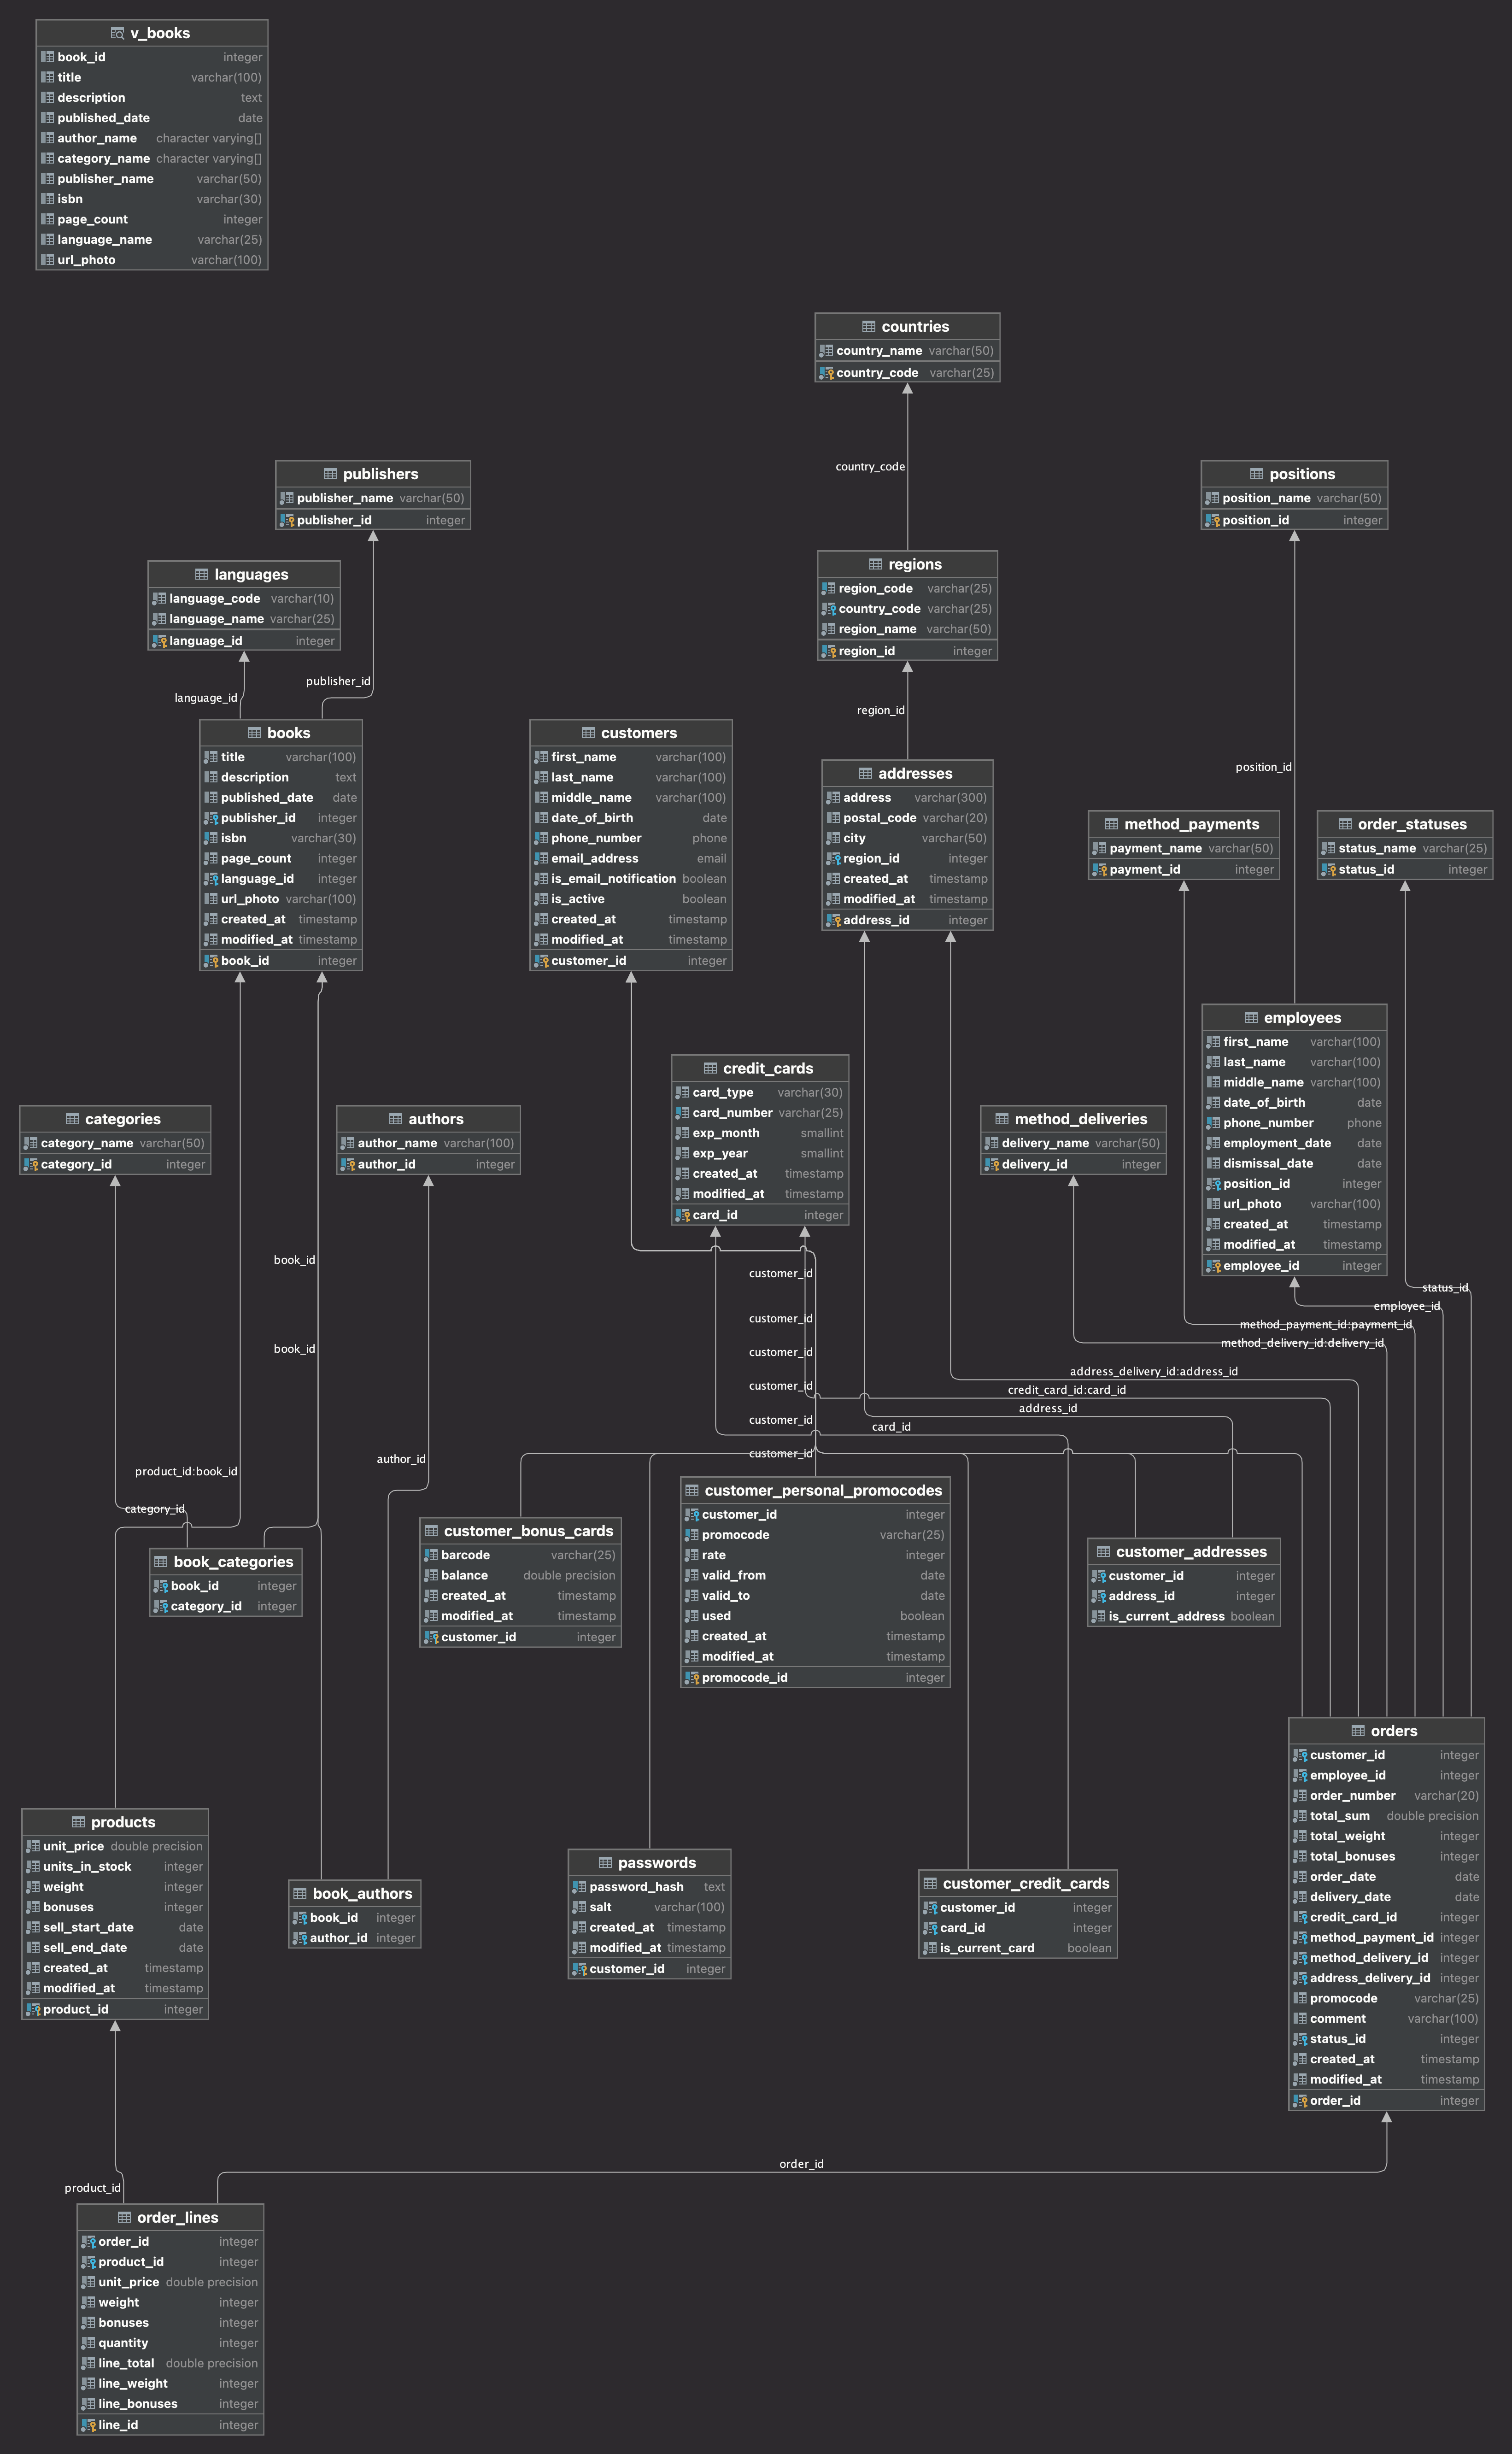 v_books
book_id integer
title varchar(100)
description text
published_date date
author_name character varying[]
category_name character varying[]
publisher_name varchar(50)
isbn varchar(30)
page_count integer
language_name varchar(25)
url_photo varchar(100)
countries
country_name varchar(50)
country_code varchar(25)
country_code
publishers
publisher_name varchar(50)
publisher_id integer
positions
position_name varchar(50)
position_id integer
languages
language_code varchar(10)
language_name varchar(25)
language_id integer
regions
region_code varchar(25)
country_code varchar(25)
region_name varchar(50)
region_id integer
publisher_id
language_id
region_id
position_id
books
title varchar(100)
description text
published_date date
publisher_id integer
isbn varchar(30)
page_count integer
language_id integer
url_photo varchar(100)
created_at timestamp
modified_at timestamp
book_id integer
customers
first_name varchar(100)
last_name varchar(100)
middle_name varchar(100)
date_of_birth date
phone_number phone
email_address email
is_email_notification boolean
is_active boolean
created_at timestamp
modified_at timestamp
customer_id integer
addresses
address varchar(300)
postal_code varchar(20)
city varchar(50)
region_id integer
created_at timestamp
modified_at timestamp
address_id integer
method_payments
payment_name varchar(50)
payment_id integer
order_statuses
status_name varchar(25)
status_id integer
employees
first_name varchar(100)
last_name varchar(100)
middle_name varchar(100)
date_of_birth date
phone_number phone
employment_date date
dismissal_date date
position_id integer
url_photo varchar(100)
created_at timestamp
modified_at timestamp
employee_id integer
credit_cards
card_type varchar(30)
card_number varchar(25)
exp_month smallint
exp_year smallint
created_at timestamp
modified_at timestamp
card_id integer
categories
category_name varchar(50)
category_id integer
authors
author_name varchar(100)
author_id integer
method_deliveries
delivery_name varchar(50)
delivery_id integer
book_id
customer_id
status_id
employee_id
customer_id
method_payment_id:payment_id
method_delivery_id:delivery_id
book_id
customer_id
address_delivery_id:address_id
customer_id
credit_card_id:card_id
address_id
customer_id
card_id
customer_id
author_id
product_id:book_id
category_id
book_categories
book_id integer
category_id integer
customer_bonus_cards
barcode varchar(25)
balance double precision
created_at timestamp
modified_at timestamp
customer_id integer
customer_personal_promocodes
customer_id integer
promocode varchar(25)
rate integer
valid_from date
valid_to date
used boolean
created_at timestamp
modified_at timestamp
promocode_id integer
customer_addresses
customer_id integer
address_id integer
is_current_address boolean
orders
customer_id integer
employee_id integer
order_number varchar(20)
total_sum double precision
total_weight integer
total_bonuses integer
order_date date
delivery_date date
credit_card_id integer
method_payment_id integer
method_delivery_id integer
address_delivery_id integer
promocode varchar(25)
comment varchar(100)
status_id integer
created_at timestamp
modified_at timestamp
order_id integer
products
unit_price double precision
units_in_stock integer
weight integer
bonuses integer
sell_start_date date
sell_end_date date
created_at timestamp
modified_at timestamp
product_id integer
book_authors
book_id integer
author_id integer
passwords
password_hash text
salt varchar(100)
created_at timestamp
modified_at timestamp
customer_id integer
customer_credit_cards
customer_id integer
card_id integer
is_current_card boolean
order_id
product_id
order_lines
order_id integer
product_id integer
unit_price double precision
weight integer
bonuses integer
quantity integer
line_total double precision
line_weight integer
line_bonuses integer
line_id integer